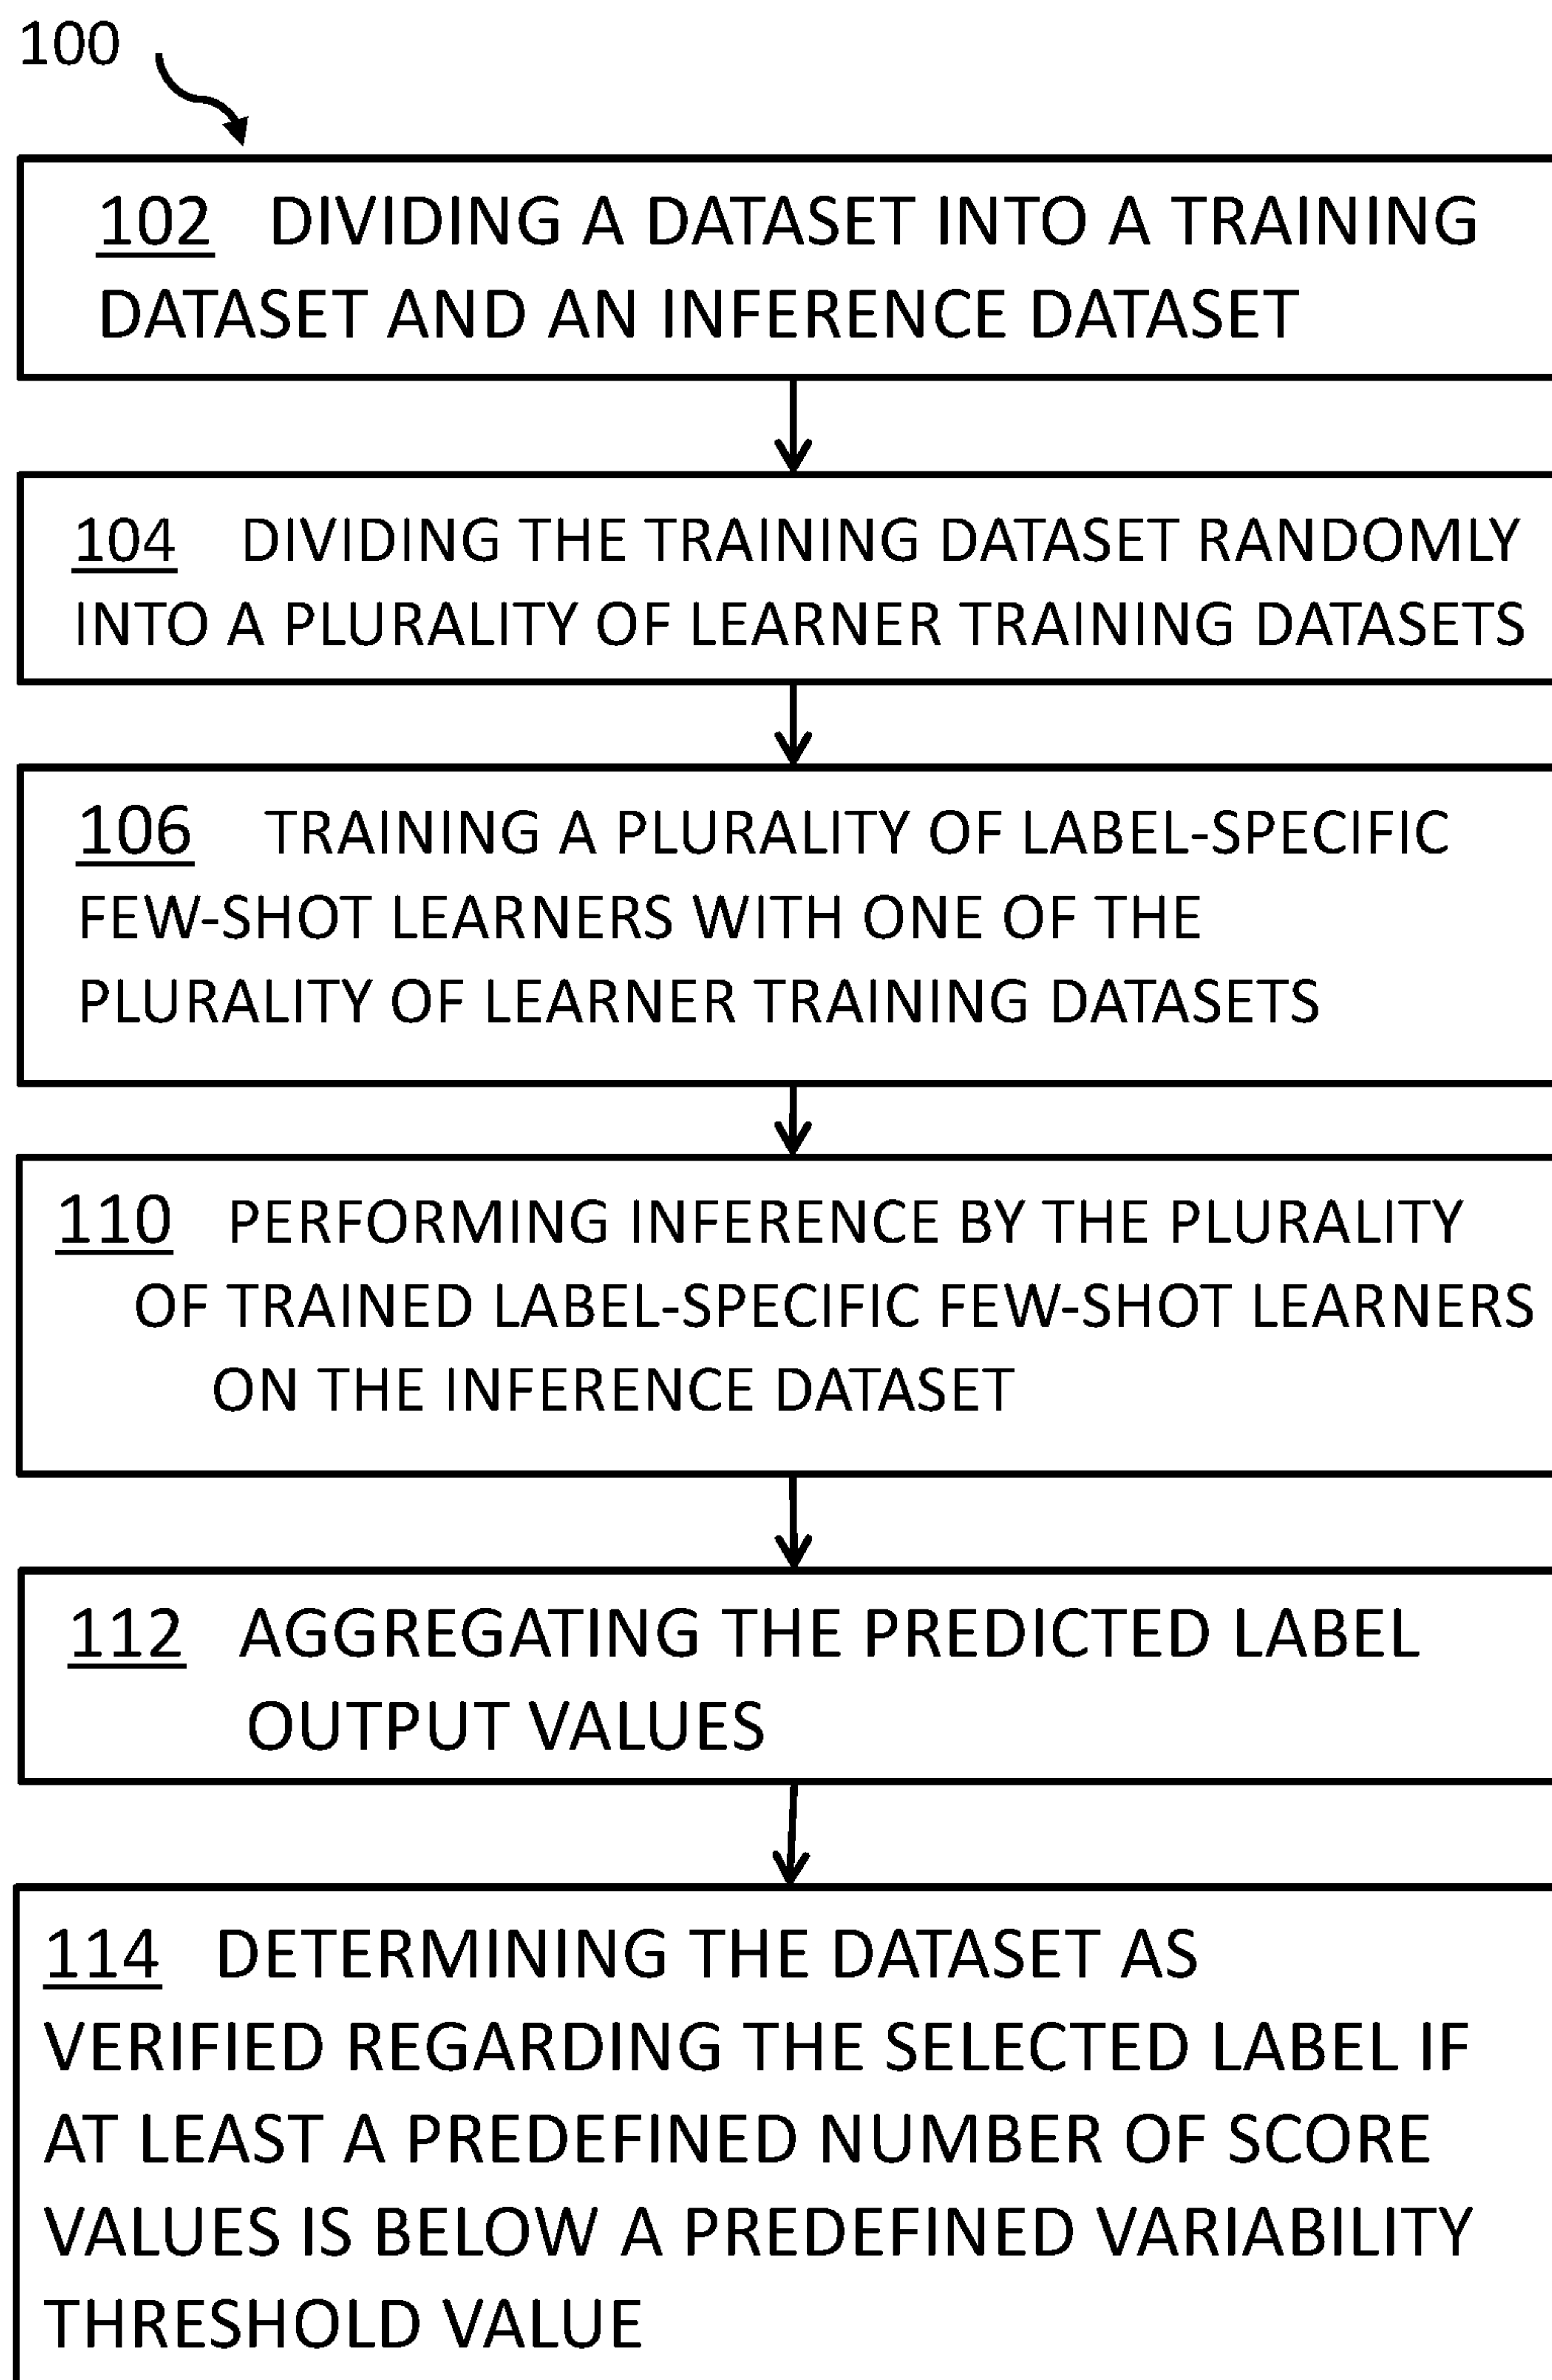 100
102 DIVIDING A DATASET INTO A TRAINING
DATASET AND AN INFERENCE DATASET
104 DIVIDING THE TRAINING DATASET RANDOMLY
INTO A PLURALITY OF LEARNER TRAINING DATASETS
106 TRAINING A PLURALITY OF LABEL-SPECIFIC
FEW-SHOT LEARNERS WITH ONE OF THE
PLURALITY OF LEARNER TRAINING DATASETS
110 PERFORMING INFERENCE BY THE PLURALITY
OF TRAINED LABEL-SPECIFIC FEW-SHOT LEARNERS
ON THE INFERENCE DATASET
112 AGGREGATING THE PREDICTED LABEL
OUTPUT VALUES
114 DETERMINING THE DATASET AS
VERIFIED REGARDING THE SELECTED LABEL IF
AT LEAST A PREDEFINED NUMBER OF SCORE
VALUES IS BELOW A PREDEFINED VARIABILITY
THRESHOLD VALUE